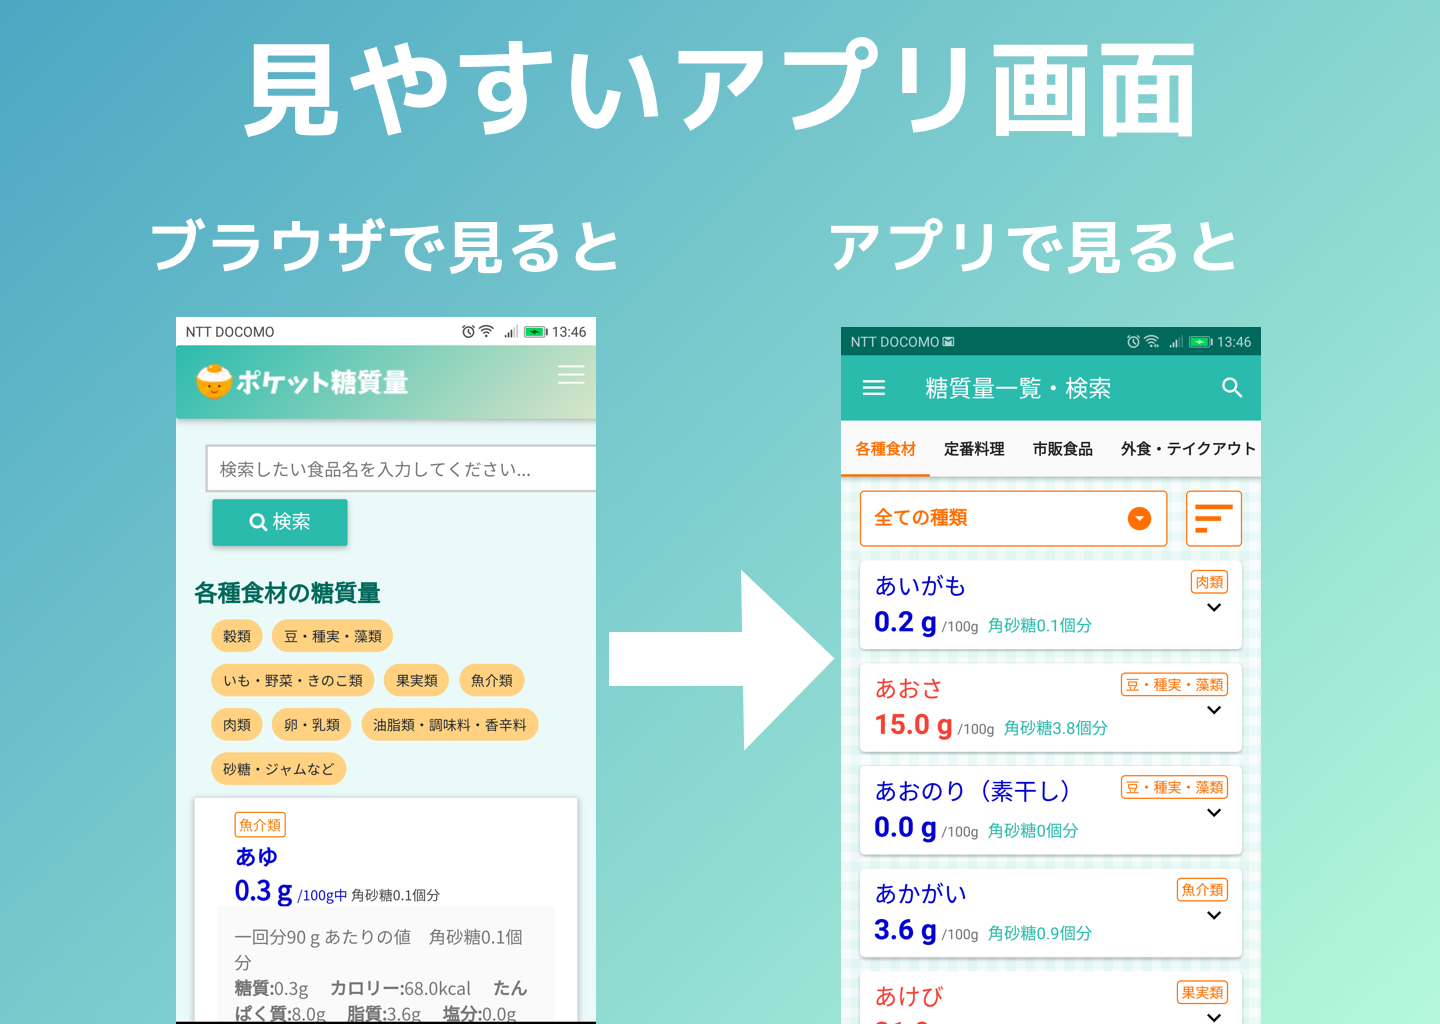 見やすいアプリ画面
ブラウザで見ると
NTT DOCOMO 13:46
ポケット糖質量
検索したい食品名を入力してください...
検索
各種食材の糖質量
穀類 豆・種実・藻類
いも・野菜・きのこ類 果実類 魚介類
肉類 卵・乳類 油脂類・調味料・香辛料
砂糖・ジャムなど
魚介類
あゆ
0.3 g /100g中 角砂糖0.1個分
一回分90ｇあたりの値　角砂糖0.1個
分
糖質:0.3g カロリー:68.0kcal たん
ぱく質:8.0g 脂質:3.6g 塩分:0.0g
アプリで見ると
NTT DOCOMO 13:46
糖質量一覧・検索
各種食材 定番料理 市販食品 外食・テイクアウト
全ての種類
あいがも 肉類
0.2 g /100g 角砂糖0.1個分
あおさ 豆・種実・藻類
15.0 g /100g 角砂糖3.8個分
あおのり（素干し） 豆・種実・藻類
0.0 g /100g 角砂糖0個分
あかがい 魚介類
3.6 g /100g 角砂糖0.9個分
あけび 果実類